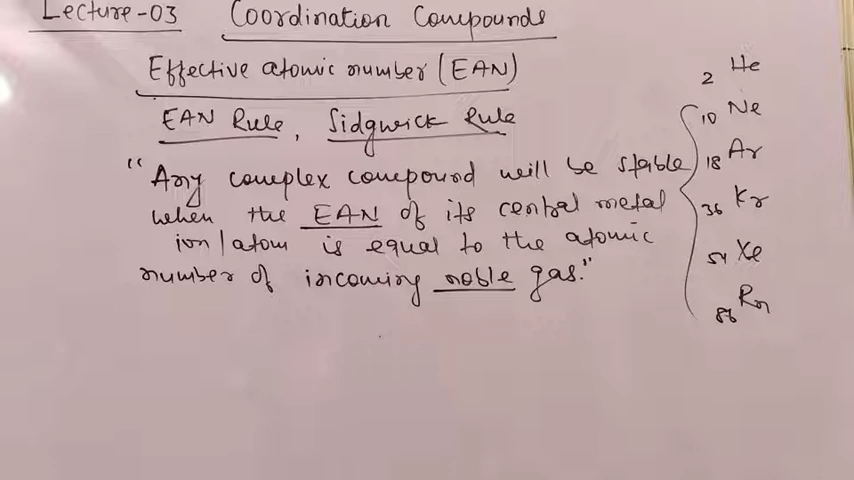 Lecture-03 Coordination Compounds
Effective atomic number (EAN)
EAN Rule, Sidgwick Rule
"Any complex compound will be stable
when the EAN of its central metal
ion/atom is equal to the atomic
number of incoming noble gas."
2 He
10 Ne
18 Ar
36 Kr
54 Xe
86 Rn